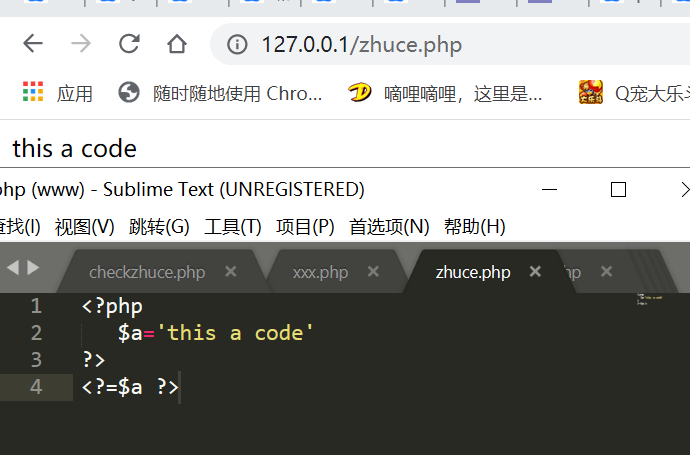 127.0.0.1/zhuce.php
应用 随时随地使用 Chro... 嘀哩嘀哩，这里是... Q宠大乐斗
this a code
php (www) - Sublime Text (UNREGISTERED)
查找(I) 视图(V) 跳转(G) 工具(T) 项目(P) 首选项(N) 帮助(H)
checkzhuce.php xxx.php zhuce.php hp
1 <?php
2 $a='this a code'
3 ?>
4 <?=$a ?>